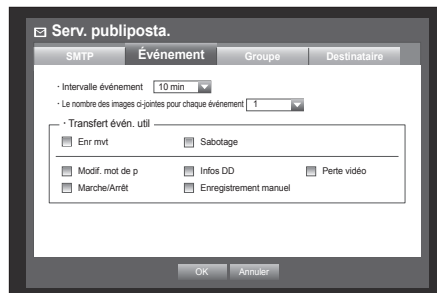 Serv. publiposta.
SMTP Événement Groupe Destinataire
· Intervalle événement 10 min
· Le nombre des images ci-jointes pour chaque événement 1
· Transfert évén. util
Enr mvt Sabotage
Modif. mot de p Infos DD Perte vidéo
Marche/Arrêt Enregistrement manuel
OK Annuler